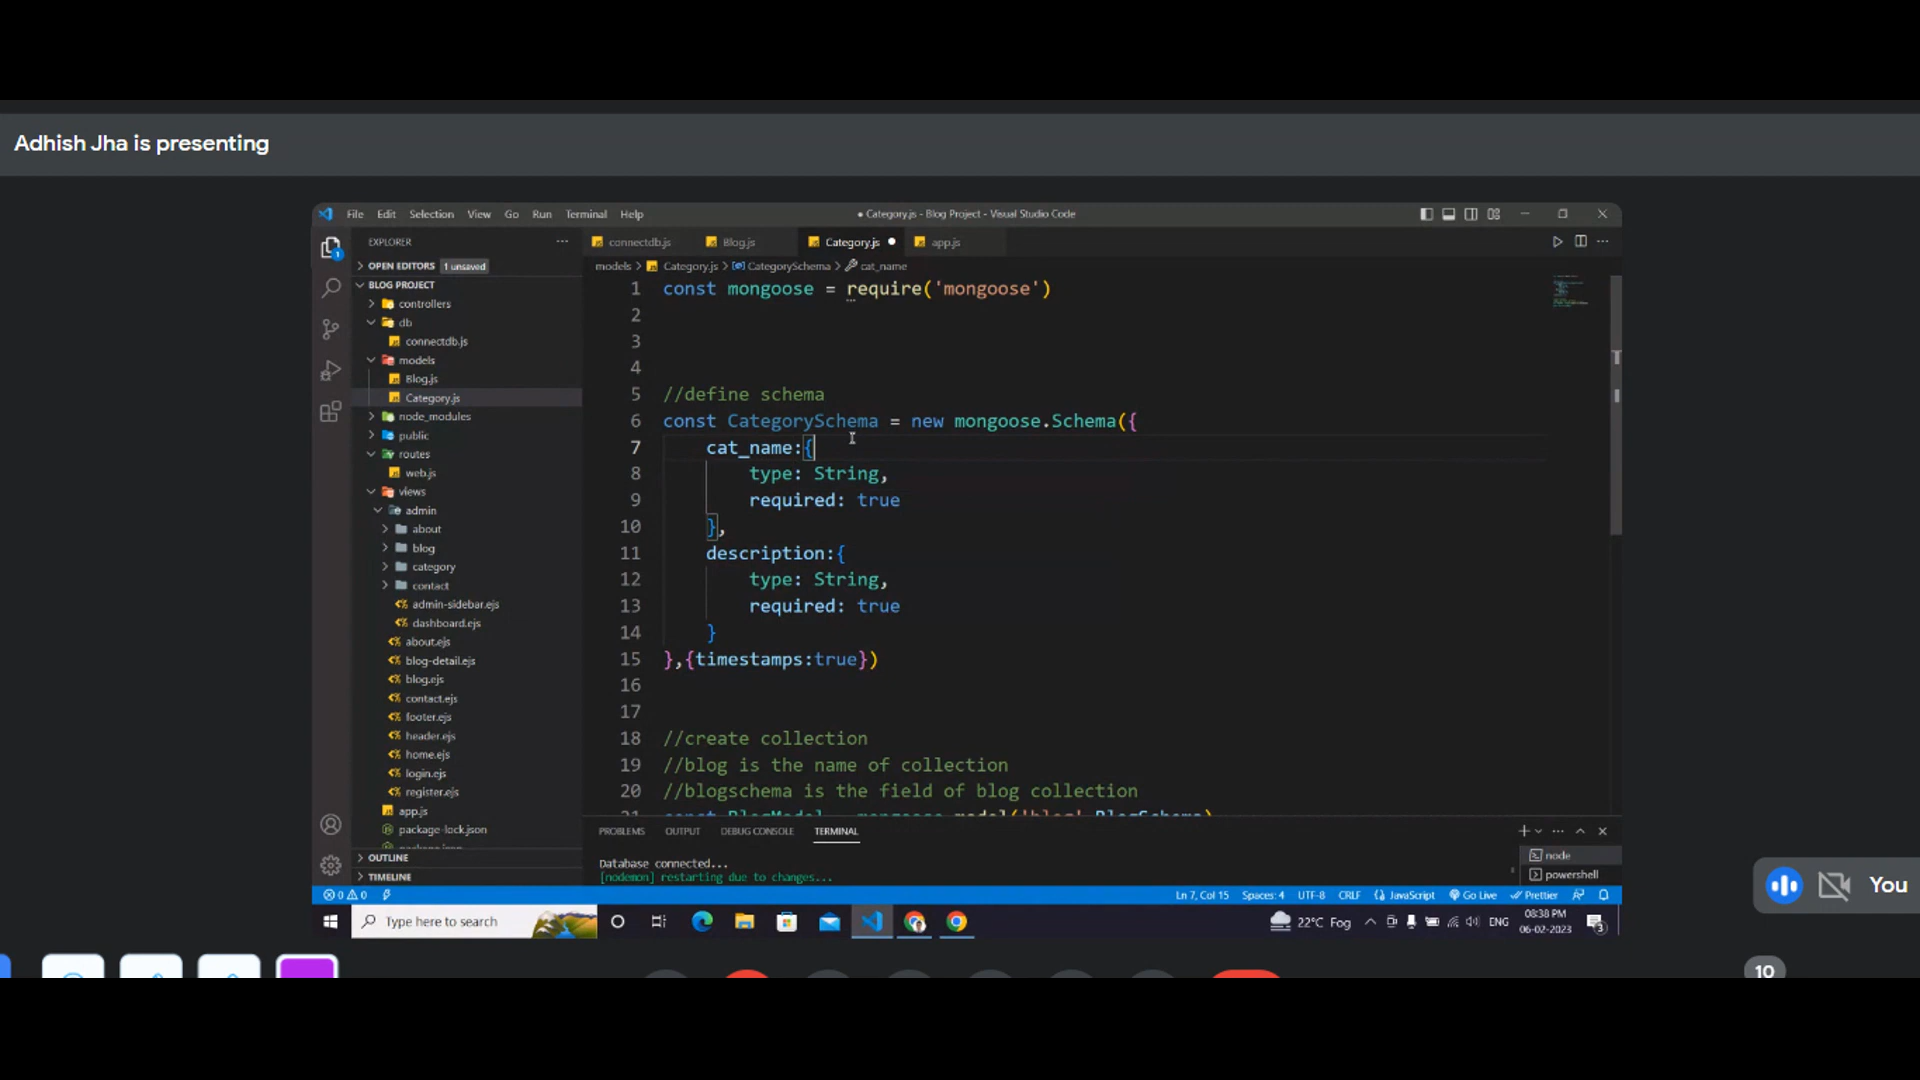 Adhish Jha is presenting
File Edit Selection View Go Run Terminal Help
● Category.js - Blog Project - Visual Studio Code
EXPLORER
connectdb.js Blog.js Category.js ● app.js
OPEN EDITORS 1 unsaved
models > Category.js > CategorySchema > cat_name
BLOG PROJECT
controllers
db
connectdb.js
models
Blog.js
Category.js
node_modules
public
routes
web.js
views
admin
about
blog
category
contact
admin-sidebar.ejs
dashboard.ejs
about.ejs
blog-detail.ejs
blog.ejs
contact.ejs
footer.ejs
header.ejs
home.ejs
login.ejs
register.ejs
app.js
package-lock.json
OUTLINE
TIMELINE
1 const mongoose = require('mongoose')
2
3
4
5 //define schema
6 const CategorySchema = new mongoose.Schema({
7 cat_name:{
8 type: String,
9 required: true
10 },
11 description:{
12 type: String,
13 required: true
14 }
15 },{timestamps:true})
16
17
18 //create collection
19 //blog is the name of collection
20 //blogschema is the field of blog collection
21 const BlogModel = mongoose.model('blog',BlogSchema)
PROBLEMS OUTPUT DEBUG CONSOLE TERMINAL
Database connected...
[nodemon] restarting due to changes...
node
powershell
0 0 Ln 7, Col 15 Spaces: 4 UTF-8 CRLF {} JavaScript Go Live Prettier
Type here to search
22°C Fog ENG
08:38 PM
06-02-2023
3
You
10